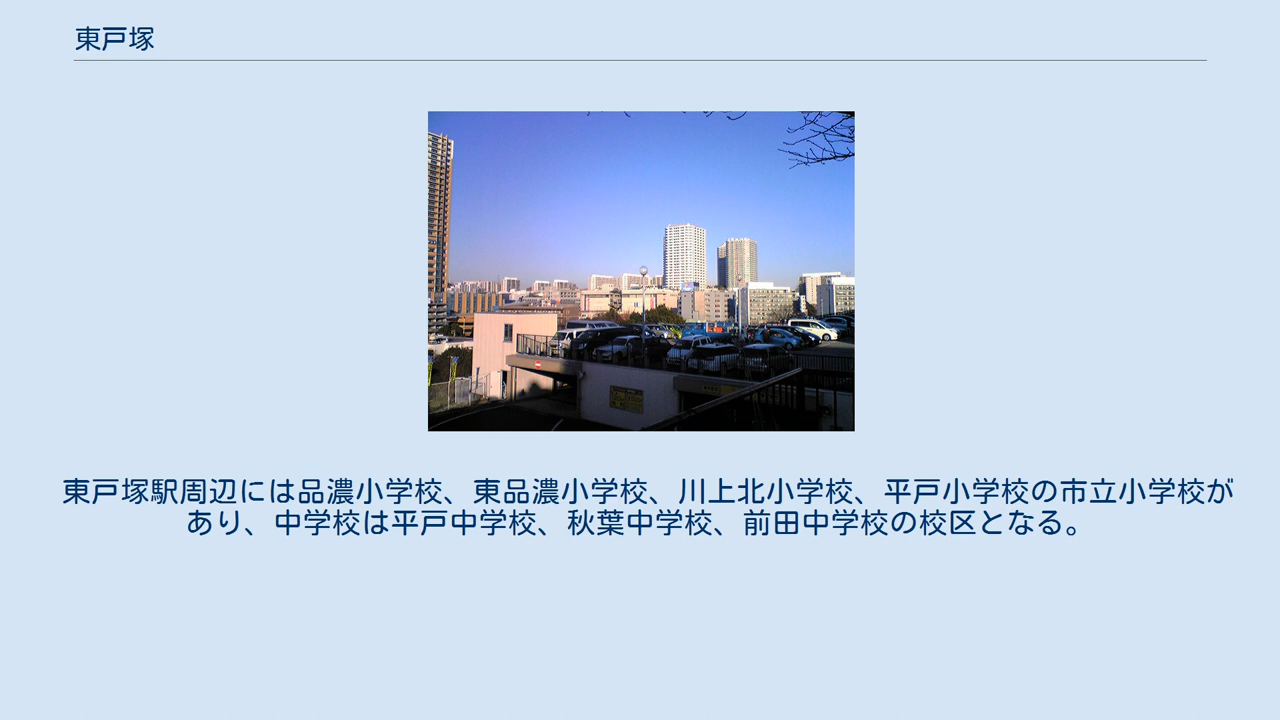 東戸塚
東戸塚駅周辺には品濃小学校、東品濃小学校、川上北小学校、平戸小学校の市立小学校が
あり、中学校は平戸中学校、秋葉中学校、前田中学校の校区となる。